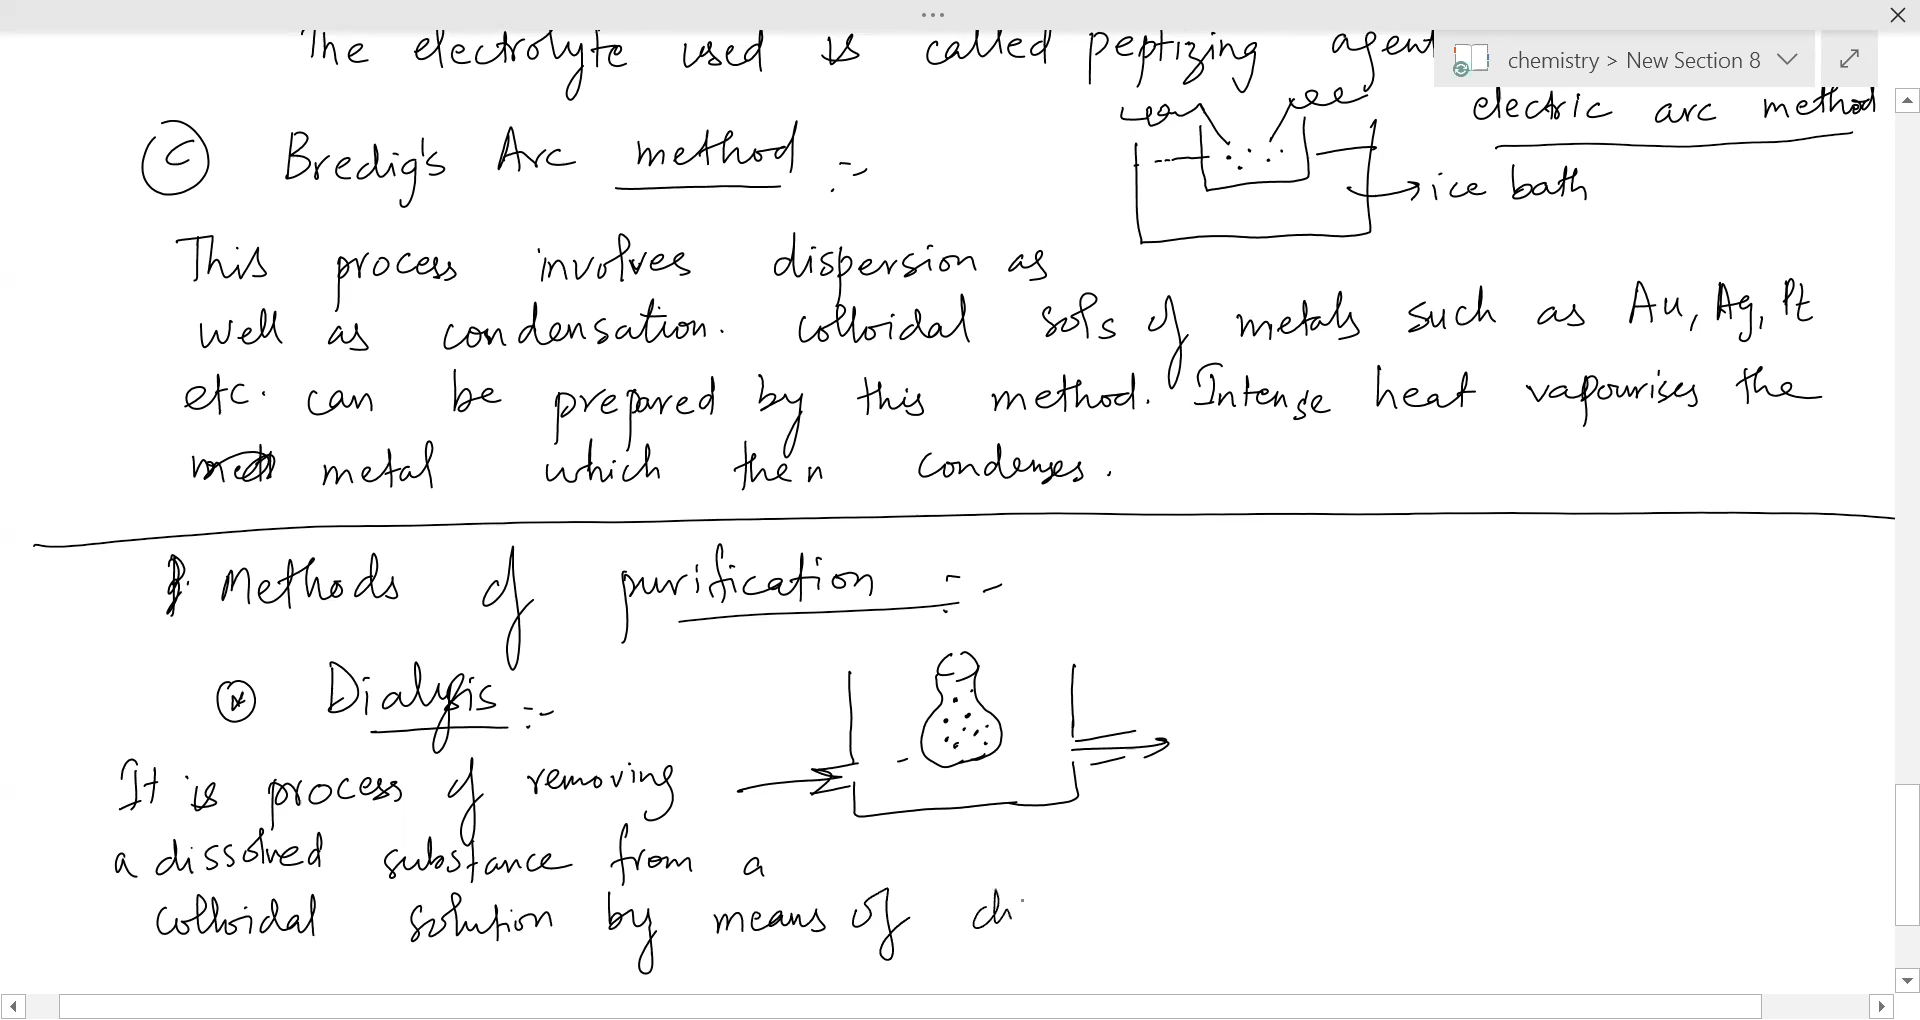 The electrolyte used is called peptizing agent
chemistry > New Section 8
electric arc method
(c) Bredig's Arc method :-
ice bath
This process involves dispersion as
well as condensation. colloidal sols of metals such as Au, Ag, Pt
etc. can be prepared by this method. Intense heat vapourises the
metal which then condenses.
Methods of purification :-
Dialysis :-
It is process of removing
a dissolved substance from a
colloidal solution by means of di